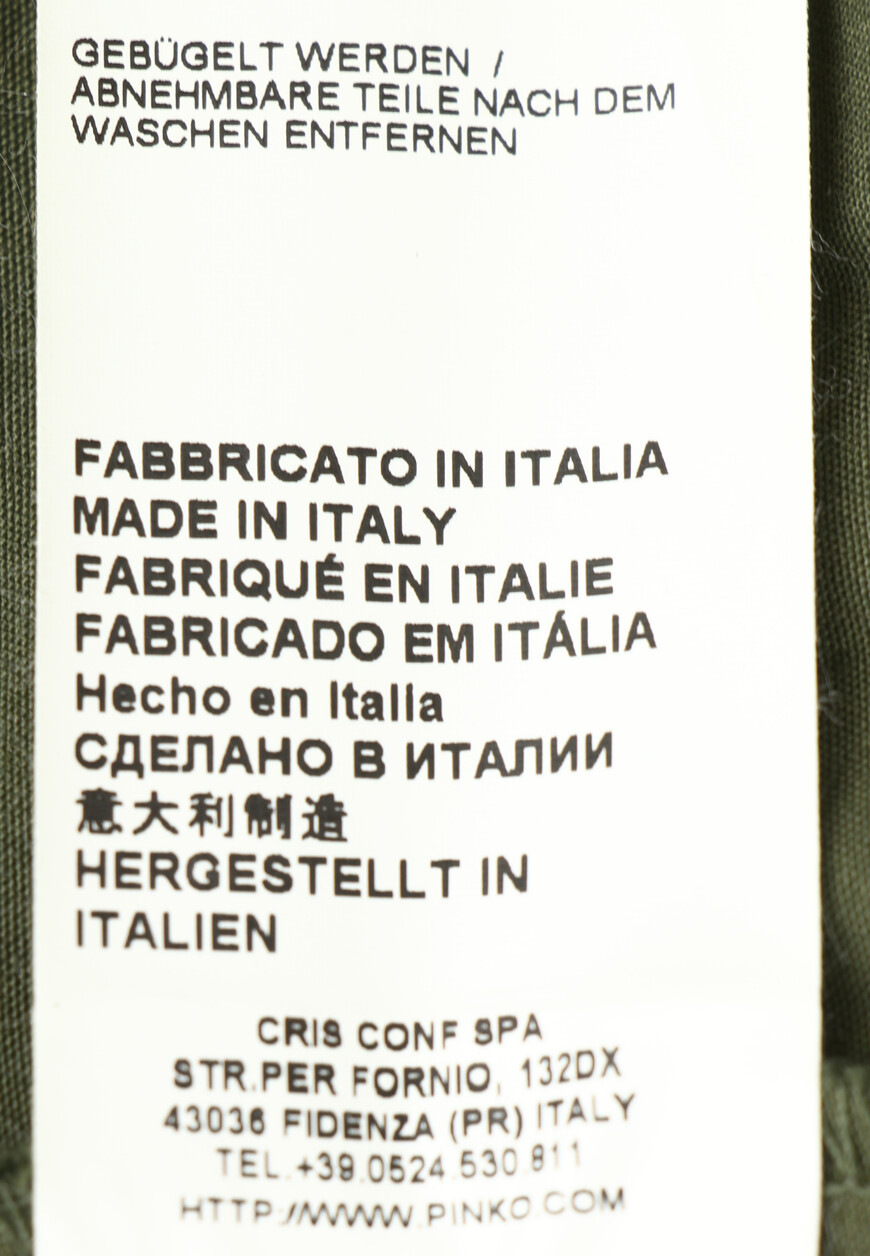 GEBÜGELT WERDEN /
ABNEHMBARE TEILE NACH DEM
WASCHEN ENTFERNEN
FABBRICATO IN ITALIA
MADE IN ITALY
FABRIQUÉ EN ITALIE
FABRICADO EM ITÁLIA
Hecho en Italia
СДЕЛАНО В ИТАЛИИ
意大利制造
HERGESTELLT IN
ITALIEN
CRIS CONF SPA
STR.PER FORNIO, 132DX
43036 FIDENZA (PR) ITALY
TEL.+39.0524.530.811
HTTP://WWW.PINKO.COM